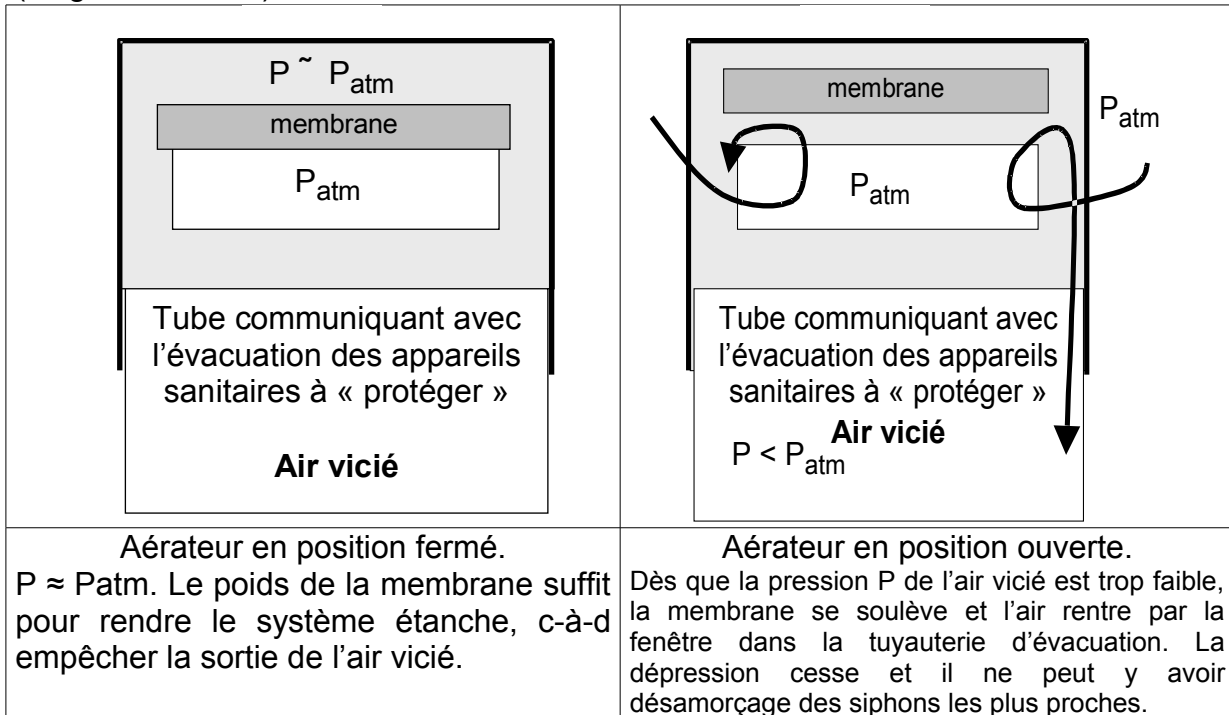 P ˜ Patm
membrane
Patm
Tube communiquant avec
l’évacuation des appareils
sanitaires à « protéger »
Air vicié
membrane
Patm
Patm
Tube communiquant avec
l’évacuation des appareils
sanitaires à « protéger »
Air vicié
P < Patm
Aérateur en position fermé.
P ≈ Patm. Le poids de la membrane suffit
pour rendre le système étanche, c-à-d
empêcher la sortie de l’air vicié.
Aérateur en position ouverte.
Dès que la pression P de l’air vicié est trop faible,
la membrane se soulève et l’air rentre par la
fenêtre dans la tuyauterie d’évacuation. La
dépression cesse et il ne peut y avoir
désamorçage des siphons les plus proches.